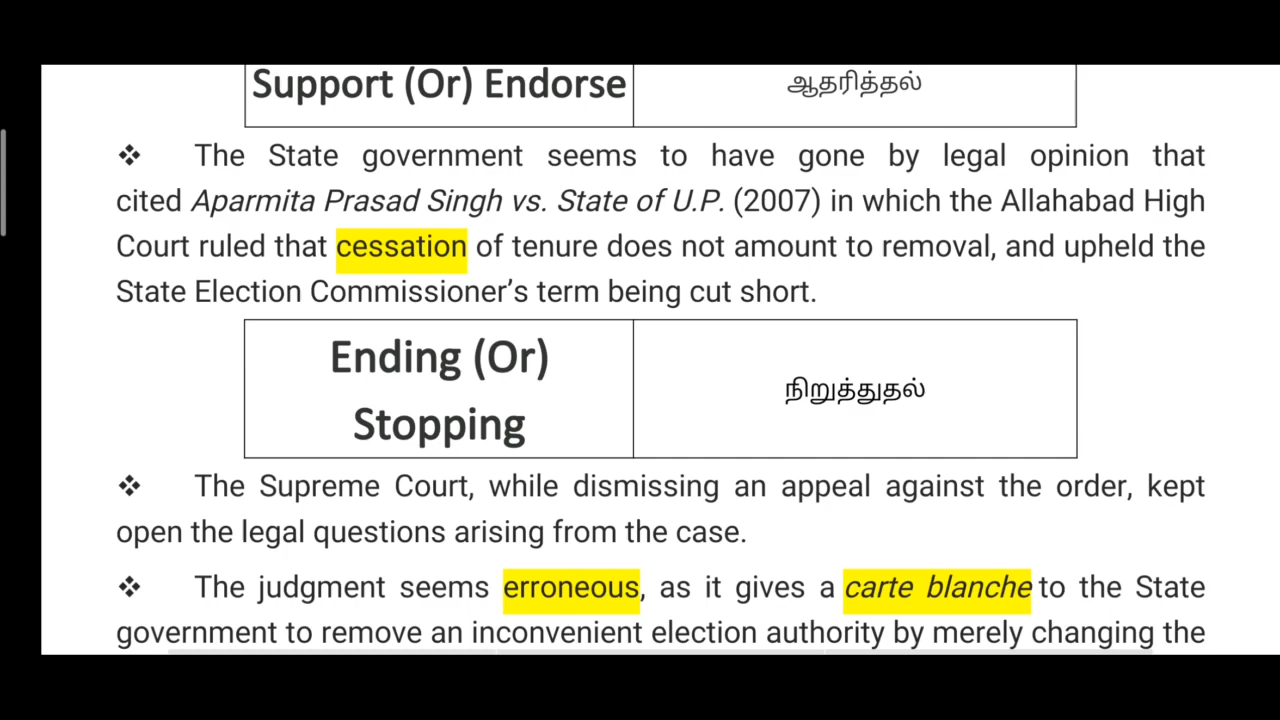 Support (Or) Endorse ஆதரித்தல்
❖ The State government seems to have gone by legal opinion that
cited Aparmita Prasad Singh vs. State of U.P. (2007) in which the Allahabad High
Court ruled that cessation of tenure does not amount to removal, and upheld the
State Election Commissioner’s term being cut short.
Ending (Or)
Stopping
நிறுத்துதல்
❖ The Supreme Court, while dismissing an appeal against the order, kept
open the legal questions arising from the case.
❖ The judgment seems erroneous, as it gives a carte blanche to the State
government to remove an inconvenient election authority by merely changing the